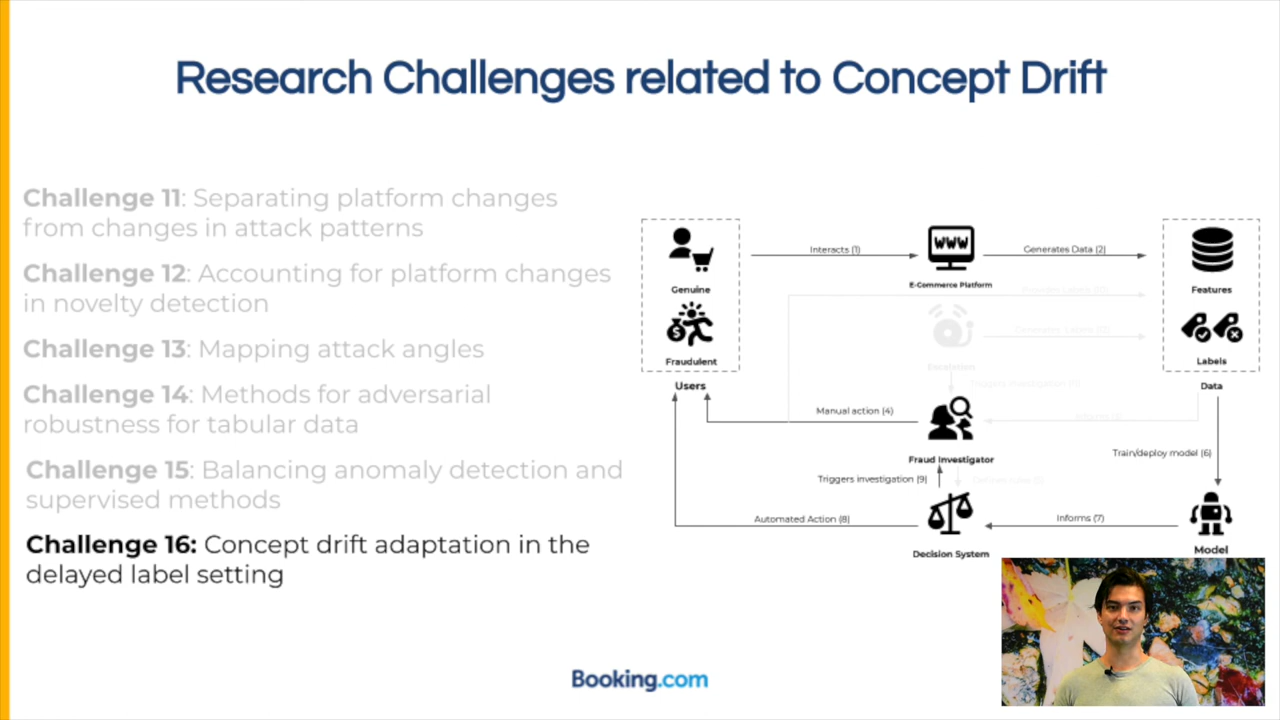 Research Challenges related to Concept Drift
Challenge 11: Separating platform changes
from changes in attack patterns
Challenge 12: Accounting for platform changes
in novelty detection
Challenge 13: Mapping attack angles
Challenge 14: Methods for adversarial
robustness for tabular data
Challenge 15: Balancing anomaly detection and
supervised methods
Challenge 16: Concept drift adaptation in the
delayed label setting
Interacts (1)
WWW
Generates Data (2)
Genuine
E-Commerce Platform
Features
Fraudulent
Escalation
Labels
Users
Data
Manual action (4)
Fraud Investigator
Train/deploy model (6)
Triggers investigation (9)
Automated Action (8)
Informs (7)
Decision System
Model
Booking.com